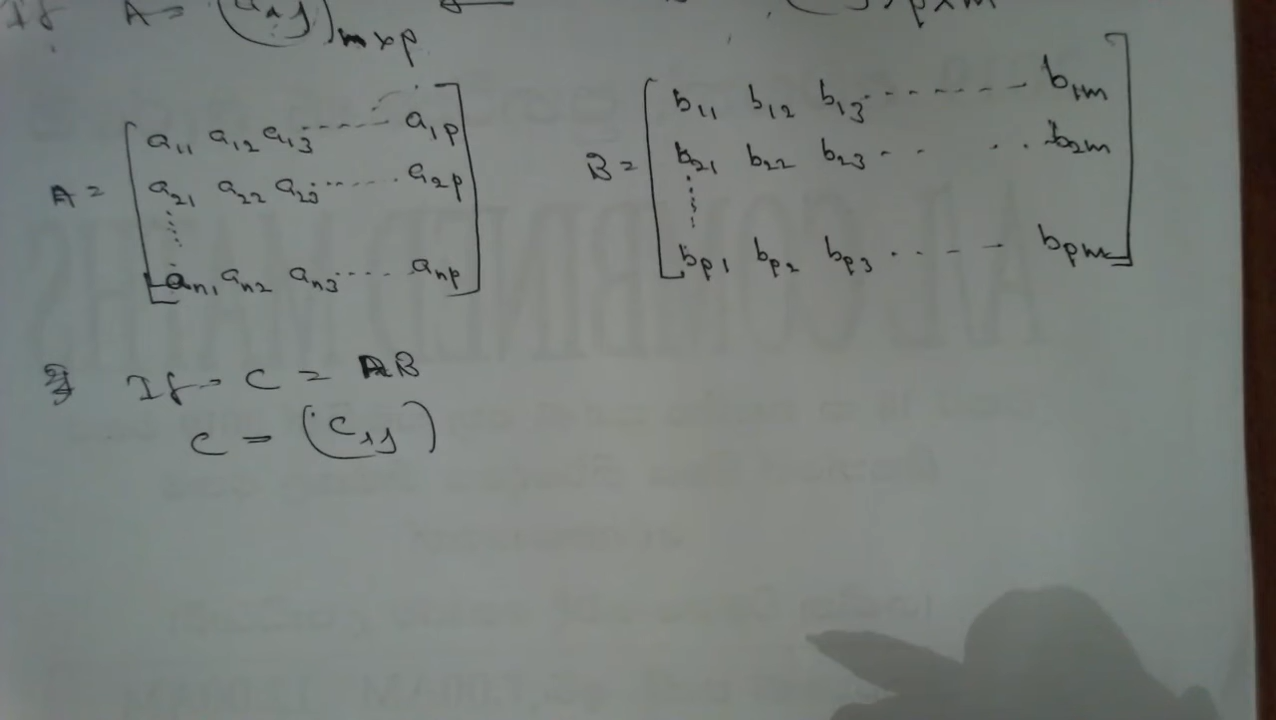 If A = (aij)m×p p×m
A = [ a11 a12 a13 ------ a1p
a21 a22 a23 ...... a2p
an1 an2 an3 ..... anp ]
B = [ b11 b12 b13 -------- b1m
b21 b22 b23 - - . . . b2m
bp1 bp2 bp3 . . . - - - bpm ]
If C = AB
C = (cij)